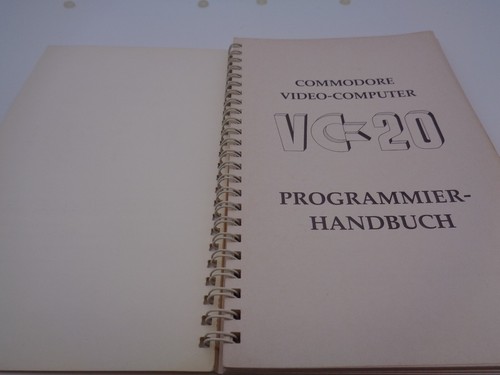 COMMODORE
VIDEO-COMPUTER
VC-20
PROGRAMMIER-
HANDBUCH